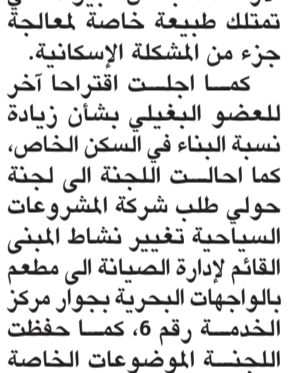 تمتلك طبيعة خاصة لمعالجة
جزء من المشكلة الإسكانية.
كما اجلت اقتراحا آخر
للعضو البغيلي بشأن زيادة
نسبة البناء في السكن الخاص،
كما احالت اللجنة الى لجنة
حولي طلب شركة المشروعات
السياحية تغيير نشاط المبنى
القائم لإدارة الصيانة الى مطعم
بالواجهات البحرية بجوار مركز
الخدمة رقم 6، كما حفظت
اللجنة الموضوعات الخاصة